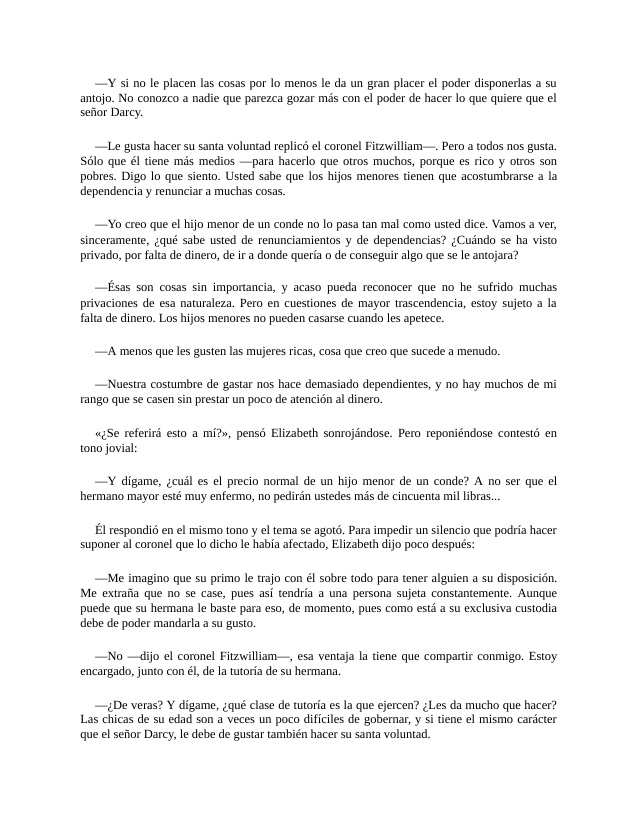 —Y si no le placen las cosas por lo menos le da un gran placer el poder disponerlas a su
antojo. No conozco a nadie que parezca gozar más con el poder de hacer lo que quiere que el
señor Darcy.
—Le gusta hacer su santa voluntad replicó el coronel Fitzwilliam—. Pero a todos nos gusta.
Sólo que él tiene más medios —para hacerlo que otros muchos, porque es rico y otros son
pobres. Digo lo que siento. Usted sabe que los hijos menores tienen que acostumbrarse a la
dependencia y renunciar a muchas cosas.
—Yo creo que el hijo menor de un conde no lo pasa tan mal como usted dice. Vamos a ver,
sinceramente, ¿qué sabe usted de renunciamientos y de dependencias? ¿Cuándo se ha visto
privado, por falta de dinero, de ir a donde quería o de conseguir algo que se le antojara?
—Ésas son cosas sin importancia, y acaso pueda reconocer que no he sufrido muchas
privaciones de esa naturaleza. Pero en cuestiones de mayor trascendencia, estoy sujeto a la
falta de dinero. Los hijos menores no pueden casarse cuando les apetece.
—A menos que les gusten las mujeres ricas, cosa que creo que sucede a menudo.
—Nuestra costumbre de gastar nos hace demasiado dependientes, y no hay muchos de mi
rango que se casen sin prestar un poco de atención al dinero.
«¿Se referirá esto a mí?», pensó Elizabeth sonrojándose. Pero reponiéndose contestó en
tono jovial:
—Y dígame, ¿cuál es el precio normal de un hijo menor de un conde? A no ser que el
hermano mayor esté muy enfermo, no pedirán ustedes más de cincuenta mil libras...
Él respondió en el mismo tono y el tema se agotó. Para impedir un silencio que podría hacer
suponer al coronel que lo dicho le había afectado, Elizabeth dijo poco después:
—Me imagino que su primo le trajo con él sobre todo para tener alguien a su disposición.
Me extraña que no se case, pues así tendría a una persona sujeta constantemente. Aunque
puede que su hermana le baste para eso, de momento, pues como está a su exclusiva custodia
debe de poder mandarla a su gusto.
—No —dijo el coronel Fitzwilliam—, esa ventaja la tiene que compartir conmigo. Estoy
encargado, junto con él, de la tutoría de su hermana.
—¿De veras? Y dígame, ¿qué clase de tutoría es la que ejercen? ¿Les da mucho que hacer?
Las chicas de su edad son a veces un poco difíciles de gobernar, y si tiene el mismo carácter
que el señor Darcy, le debe de gustar también hacer su santa voluntad.